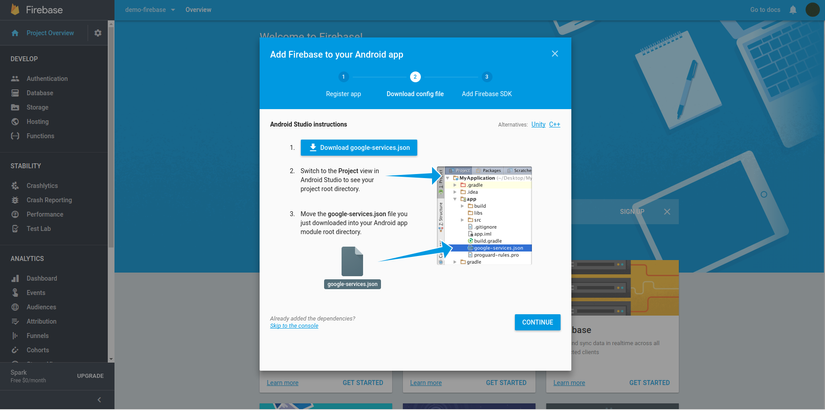 Firebase
demo-firebase
Overview
Go to docs
Project Overview
DEVELOP
Authentication
Database
Storage
Hosting
Functions
STABILITY
Crashlytics
Crash Reporting
Performance
Test Lab
ANALYTICS
Dashboard
Events
Audiences
Attribution
Funnels
Cohorts
Spark
Free $0/month
UPGRADE
Welcome to Firebase!
Add Firebase to your Android app
1
2
3
Register app
Download config file
Add Firebase SDK
Android Studio instructions
Alternatives: Unity C++
1. Download google-services.json
2. Switch to the Project view in
Android Studio to see your
project root directory.
3. Move the google-services.json file you
just downloaded into your Android app
module root directory.
google-services.json
Packages
Scratche
MyApplication
.gradle
.idea
app
build
libs
src
.gitignore
app.iml
build.gradle
google-services.json
proguard-rules.pro
gradle
Already added the dependencies?
Skip to the console
CONTINUE
SIGN UP
base
sync data in realtime across all
clients
Learn more
GET STARTED
Learn more
GET STARTED
Learn more
GET STARTED